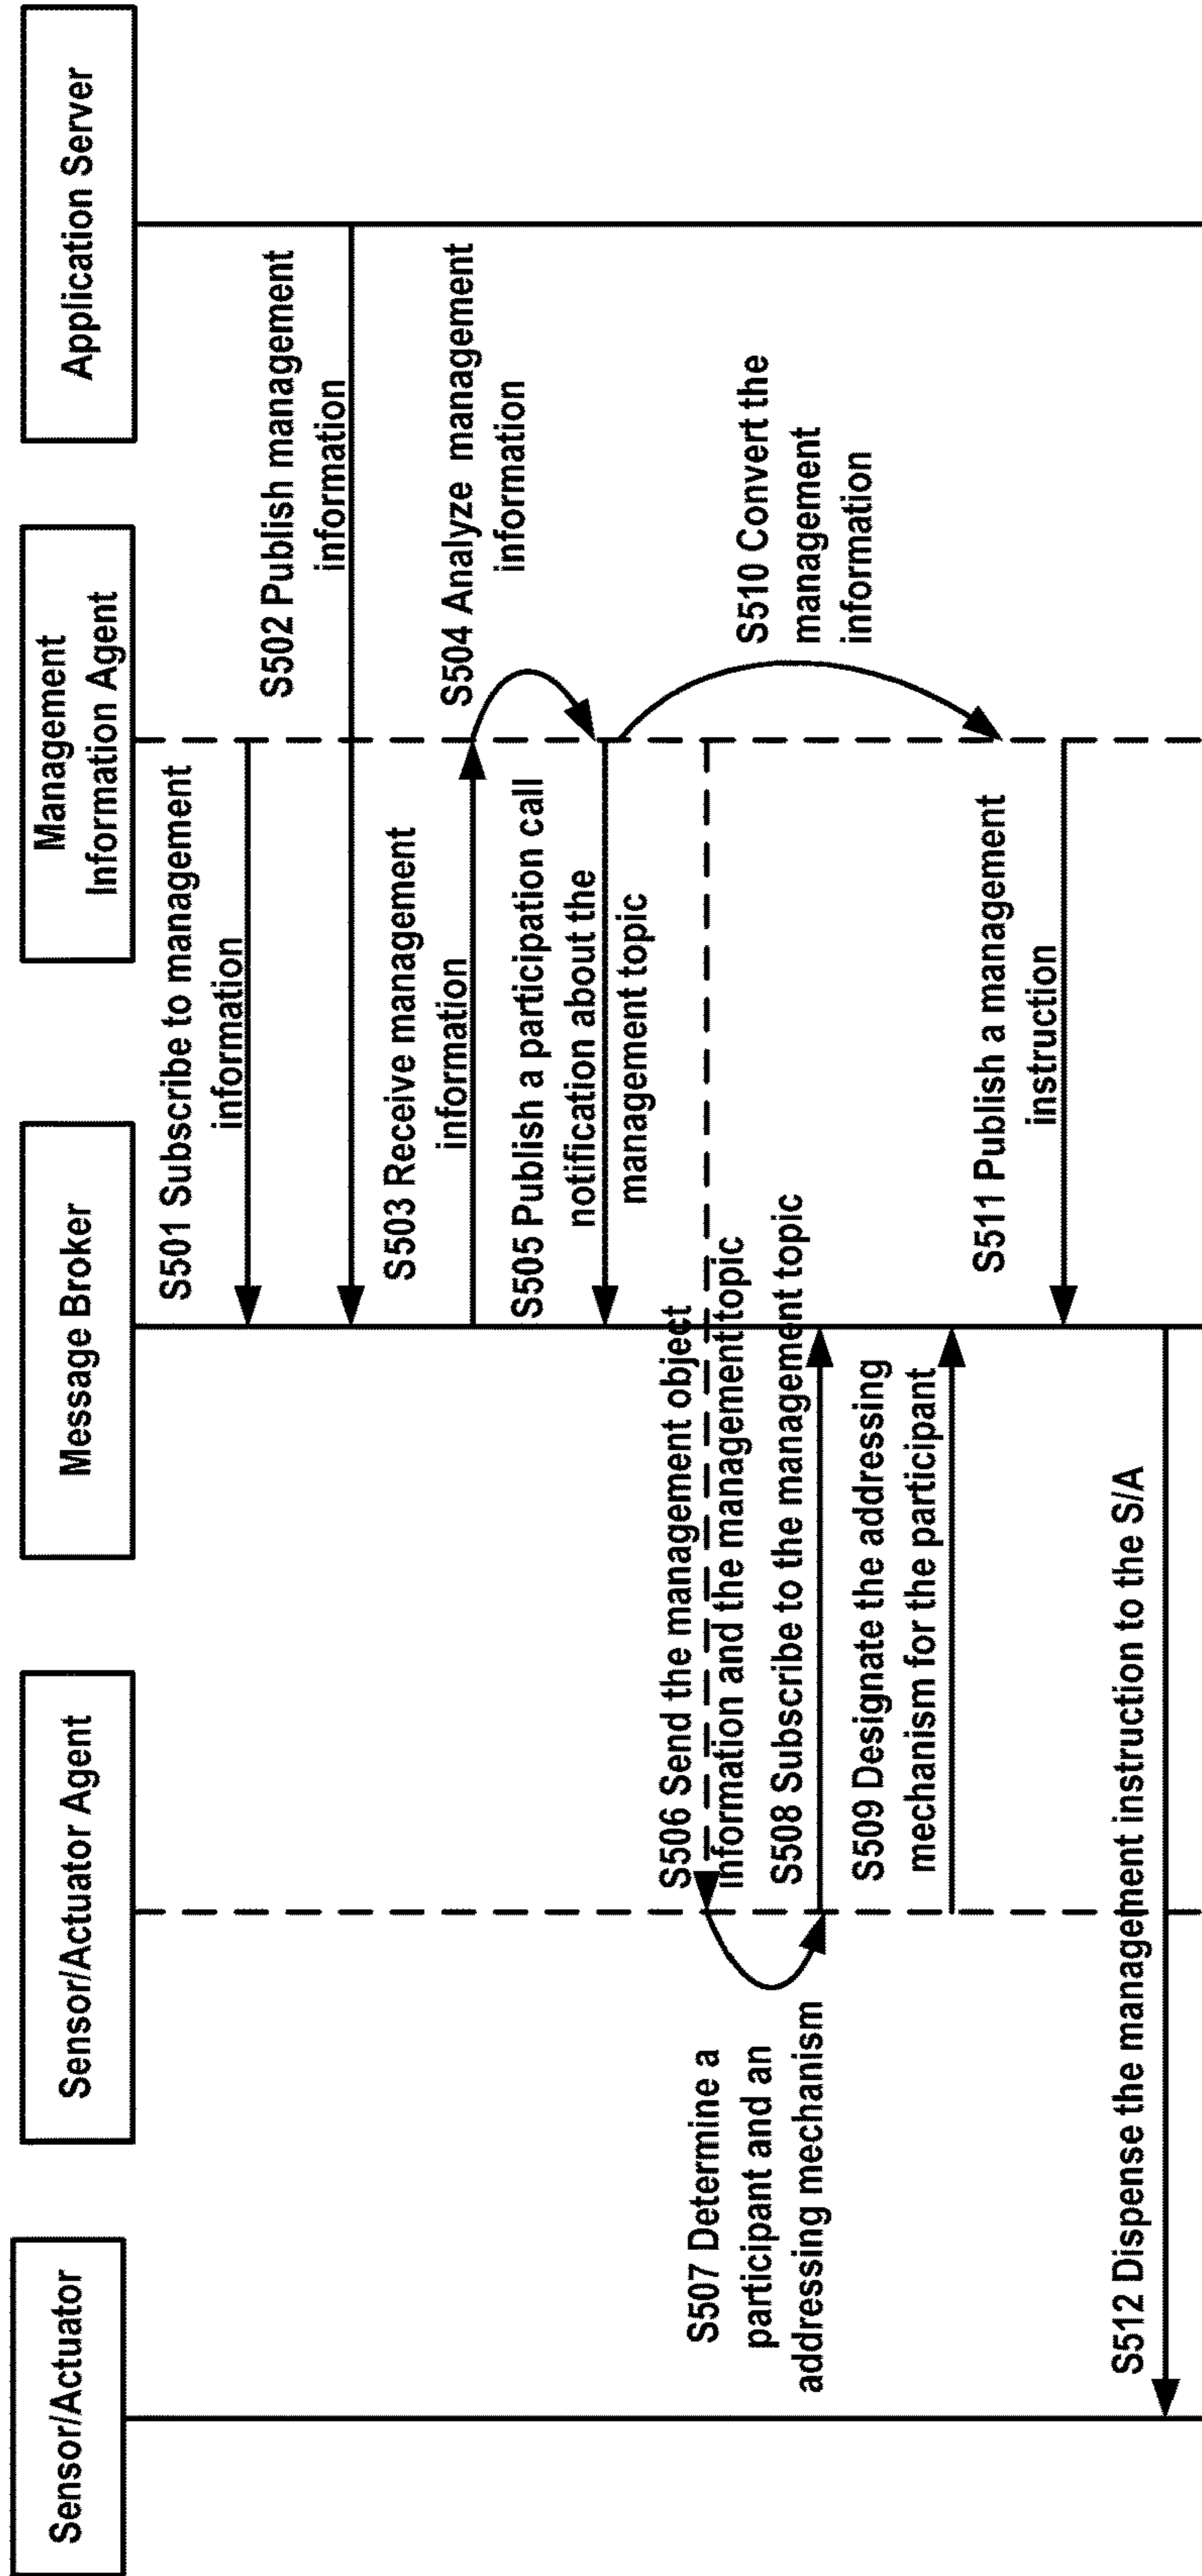 Sensor/Actuator
Sensor/Actuator Agent
Message Broker
Management
Information Agent
Application Server
S501 Subscribe to management
information
S502 Publish management
information
S503 Receive management
information
S504 Analyze management
information
S505 Publish a participation call
notification about the
management topic
S506 Send the management object
information and the management topic
S507 Determine a
participant and an
addressing mechanism
S508 Subscribe to the management topic
S509 Designate the addressing
mechanism for the participant
S510 Convert the
management
information
S511 Publish a management
instruction
S512 Dispense the management instruction to the S/A